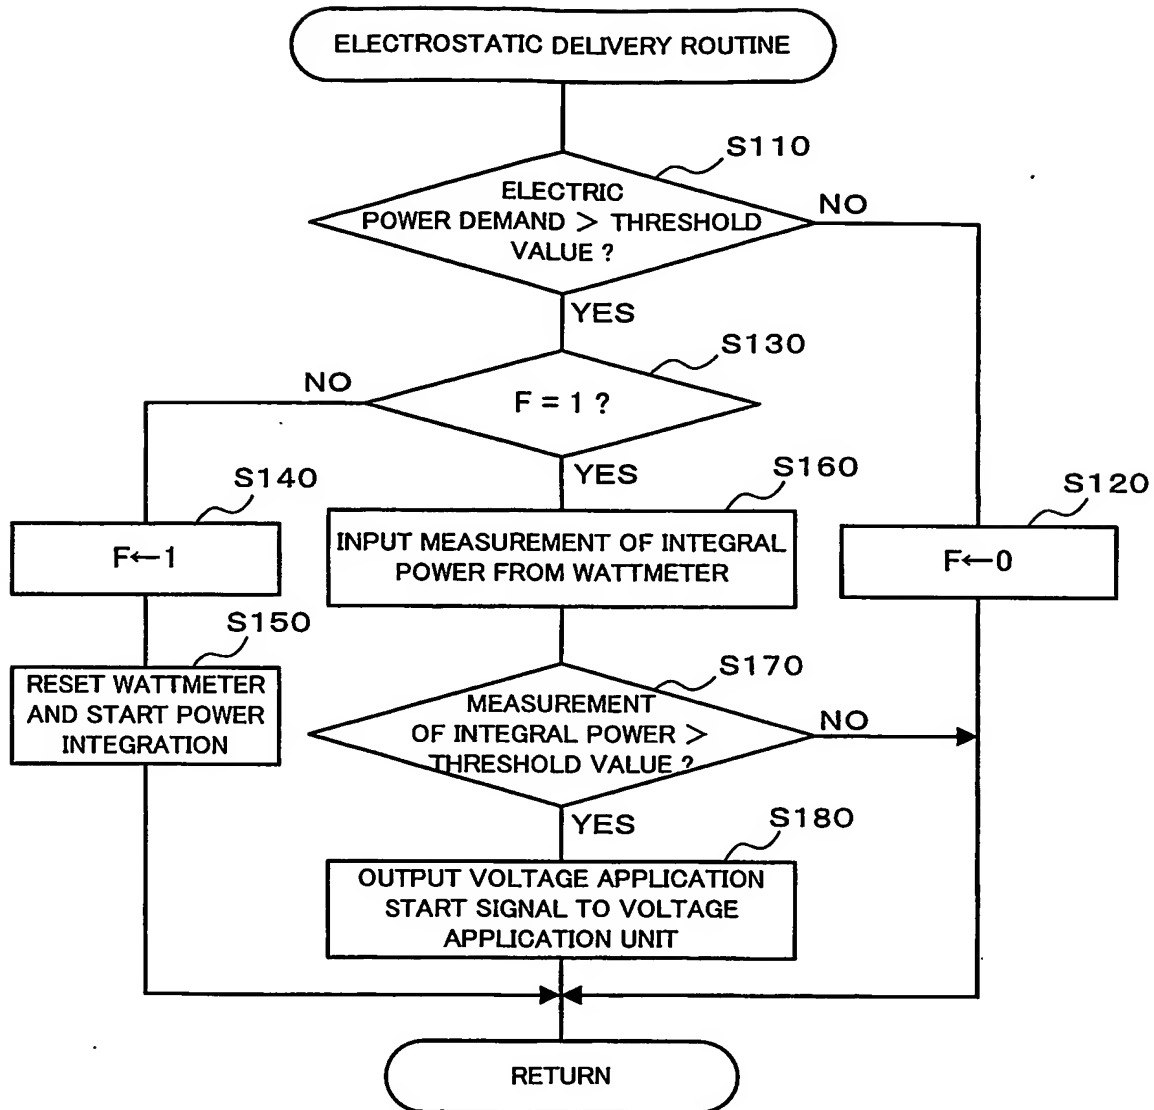 ELECTROSTATIC DELIVERY ROUTINE
S110
ELECTRIC
POWER DEMAND > THRESHOLD
VALUE ?
NO
YES
S130
NO
F = 1 ?
YES
S140
F←1
S160
INPUT MEASUREMENT OF INTEGRAL
POWER FROM WATTMETER
S120
F←0
S150
RESET WATTMETER
AND START POWER
INTEGRATION
S170
MEASUREMENT
OF INTEGRAL POWER >
THRESHOLD VALUE ?
NO
YES
S180
OUTPUT VOLTAGE APPLICATION
START SIGNAL TO VOLTAGE
APPLICATION UNIT
RETURN